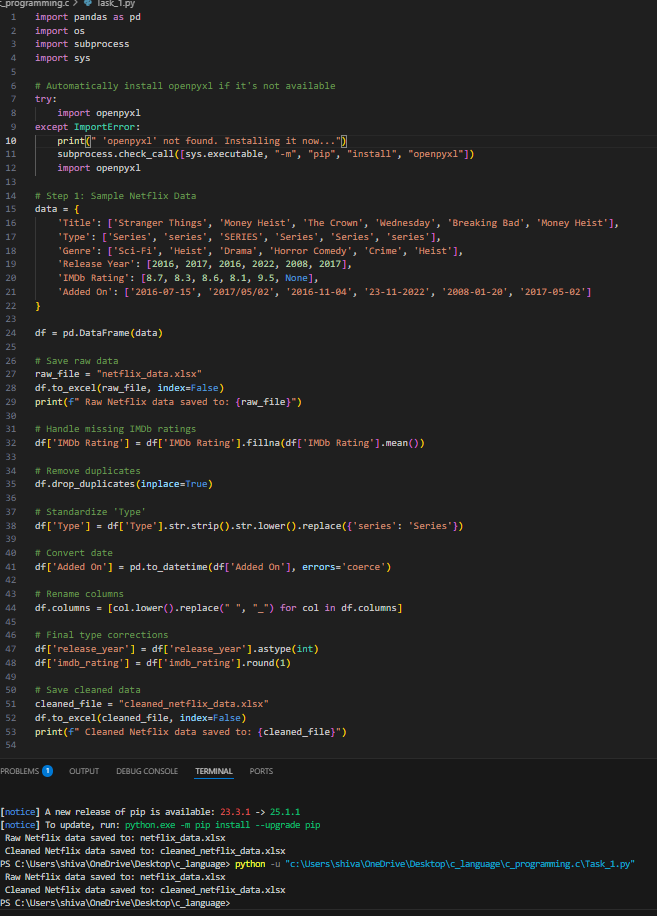 c_programming.c > Task_1.py
1 import pandas as pd
2 import os
3 import subprocess
4 import sys
5
6 # Automatically install openpyxl if it's not available
7 try:
8     import openpyxl
9 except ImportError:
10     print(" 'openpyxl' not found. Installing it now...")
11     subprocess.check_call([sys.executable, "-m", "pip", "install", "openpyxl"])
12     import openpyxl
13
14 # Step 1: Sample Netflix Data
15 data = {
16     'Title': ['Stranger Things', 'Money Heist', 'The Crown', 'Wednesday', 'Breaking Bad', 'Money Heist'],
17     'Type': ['Series', 'series', 'SERIES', 'Series', 'Series', 'series'],
18     'Genre': ['Sci-Fi', 'Heist', 'Drama', 'Horror Comedy', 'Crime', 'Heist'],
19     'Release Year': [2016, 2017, 2016, 2022, 2008, 2017],
20     'IMDb Rating': [8.7, 8.3, 8.6, 8.1, 9.5, None],
21     'Added On': ['2016-07-15', '2017/05/02', '2016-11-04', '23-11-2022', '2008-01-20', '2017-05-02']
22 }
23
24 df = pd.DataFrame(data)
25
26 # Save raw data
27 raw_file = "netflix_data.xlsx"
28 df.to_excel(raw_file, index=False)
29 print(f" Raw Netflix data saved to: {raw_file}")
30
31 # Handle missing IMDb ratings
32 df['IMDb Rating'] = df['IMDb Rating'].fillna(df['IMDb Rating'].mean())
33
34 # Remove duplicates
35 df.drop_duplicates(inplace=True)
36
37 # Standardize 'Type'
38 df['Type'] = df['Type'].str.strip().str.lower().replace({'series': 'Series'})
39
40 # Convert date
41 df['Added On'] = pd.to_datetime(df['Added On'], errors='coerce')
42
43 # Rename columns
44 df.columns = [col.lower().replace(" ", "_") for col in df.columns]
45
46 # Final type corrections
47 df['release_year'] = df['release_year'].astype(int)
48 df['imdb_rating'] = df['imdb_rating'].round(1)
49
50 # Save cleaned data
51 cleaned_file = "cleaned_netflix_data.xlsx"
52 df.to_excel(cleaned_file, index=False)
53 print(f" Cleaned Netflix data saved to: {cleaned_file}")
54
PROBLEMS 1 OUTPUT DEBUG CONSOLE TERMINAL PORTS
[notice] A new release of pip is available: 23.3.1 -> 25.1.1
[notice] To update, run: python.exe -m pip install --upgrade pip
Raw Netflix data saved to: netflix_data.xlsx
Cleaned Netflix data saved to: cleaned_netflix_data.xlsx
PS C:\Users\shiva\OneDrive\Desktop\c_language> python -u "c:\Users\shiva\OneDrive\Desktop\c_language\c_programming.c\Task_1.py"
Raw Netflix data saved to: netflix_data.xlsx
Cleaned Netflix data saved to: cleaned_netflix_data.xlsx
PS C:\Users\shiva\OneDrive\Desktop\c_language>